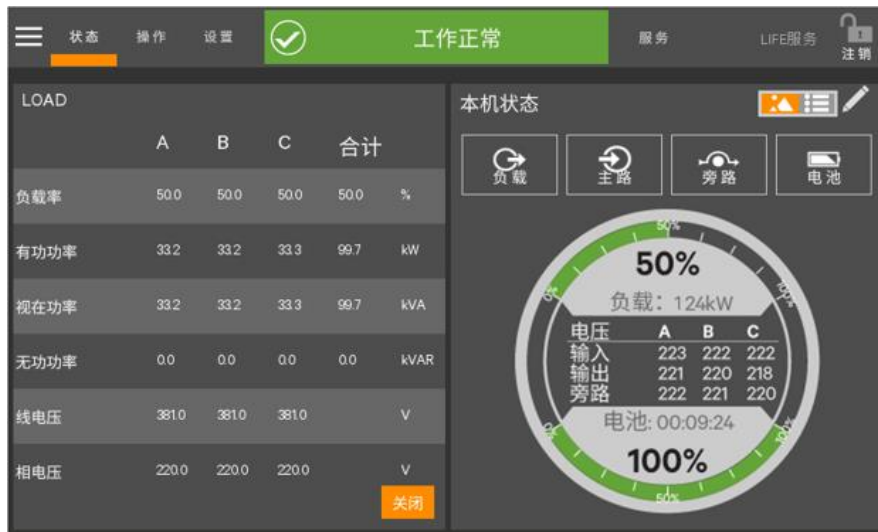 状态 操作 设置 工作正常 服务 LIFE服务 注销
LOAD
A B C 合计
负载率 50.0 50.0 50.0 50.0 %
有功功率 33.2 33.2 33.3 99.7 kW
视在功率 33.2 33.2 33.3 99.7 kVA
无功功率 0.0 0.0 0.0 0.0 kVAR
线电压 381.0 381.0 381.0 V
相电压 220.0 220.0 220.0 V
关闭
本机状态
负载 主路 旁路 电池
0% 50% 100%
50%
负载：124kW
电压 A B C
输入 223 222 222
输出 221 220 218
旁路 222 221 220
电池: 00:09:24
100%
0% 50% 100%